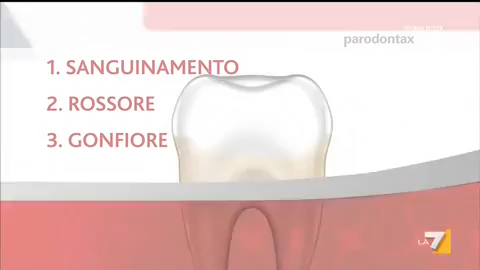 parodontax
1. SANGUINAMENTO
2. ROSSORE
3. GONFIORE
LA 7